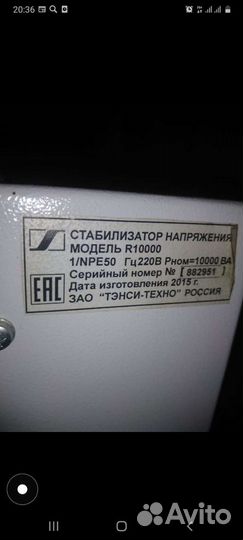 20:36
СТАБИЛИЗАТОР НАПРЯЖЕНИЯ
МОДЕЛЬ R10000
1/NPE50 Гц220В Рном=10000 ВА
Серийный номер № [ 882951 ]
Дата изготовления 2015 г.
ЗАО "ТЭНСИ-ТЕХНО" РОССИЯ
EAC
Avito